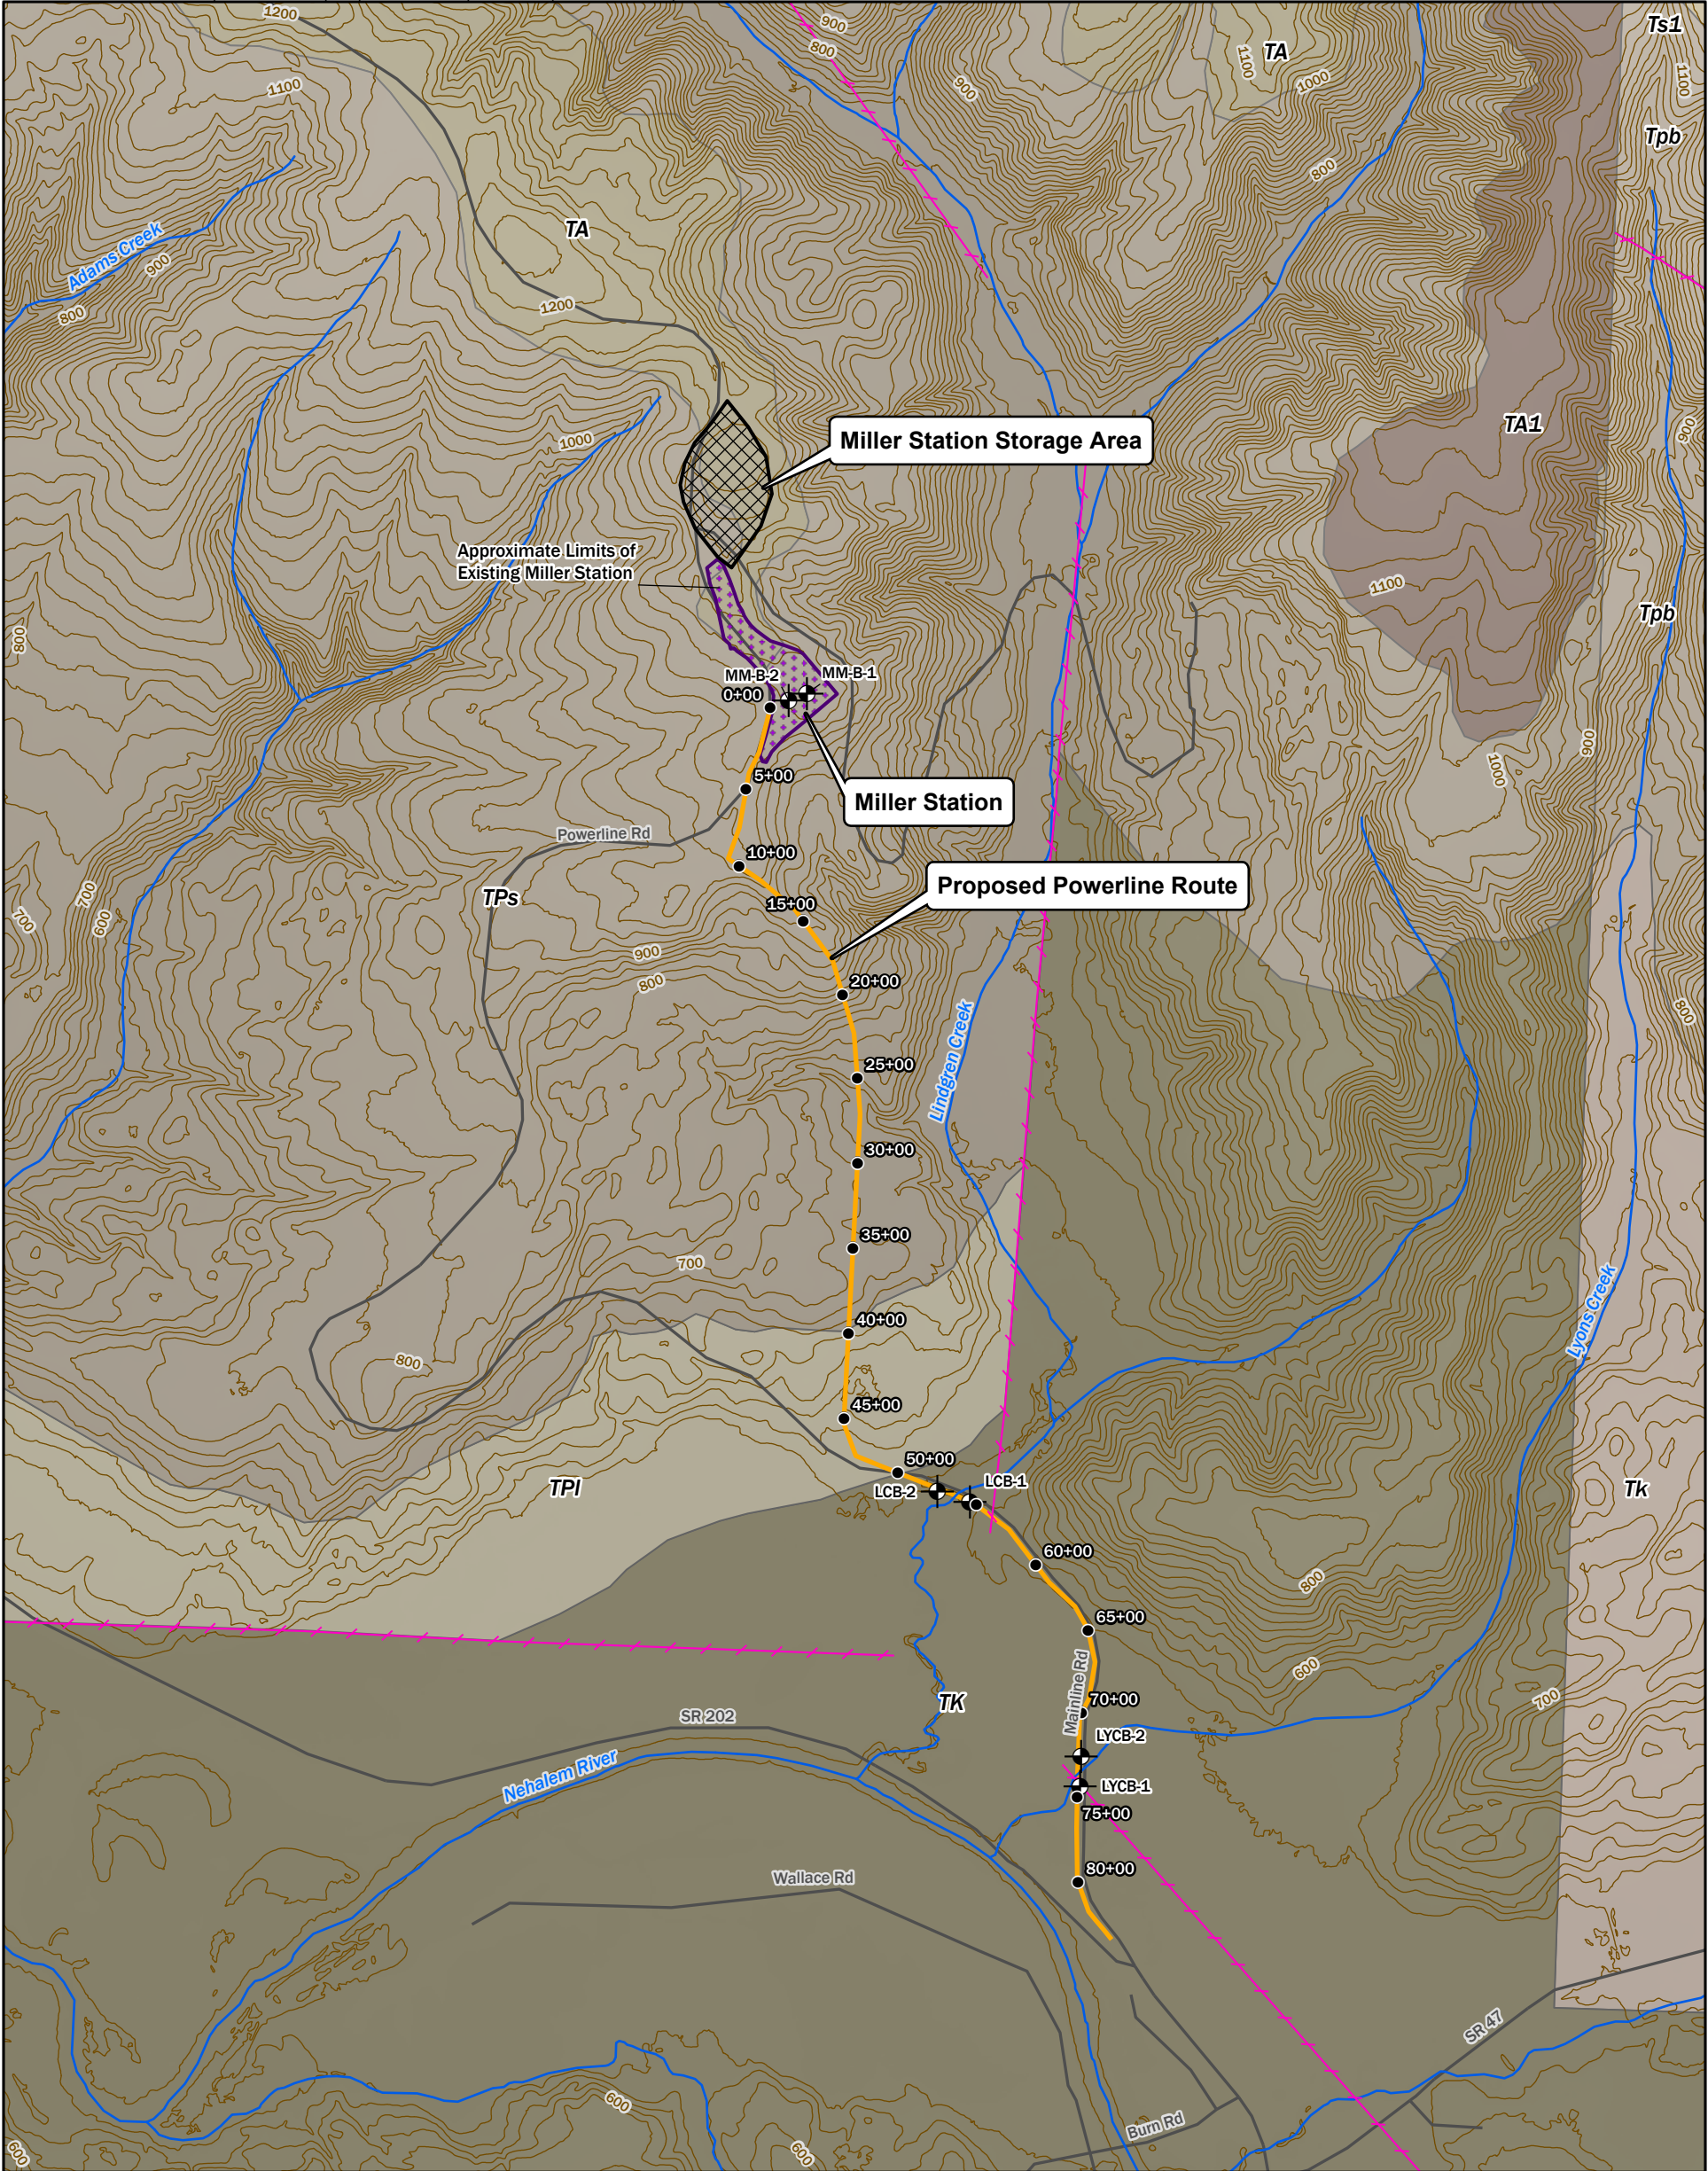 1200
900
800
TA
1100
1000
Ts1
1100
1100
900
Tpb
800
Adams Creek
900
800
TA
1200
1000
Miller Station Storage Area
TA1
900
Approximate Limits of
Existing Miller Station
1100
800
Tpb
MM-B-2
MM-B-1
0+00
5+00
Miller Station
900
1000
Powerline Rd
10+00
Proposed Powerline Route
700
600
700
TPs
15+00
900
800
20+00
800
Lindgren Creek
25+00
30+00
35+00
700
Lyons Creek
40+00
800
45+00
50+00
TPl
LCB-2
LCB-1
Tk
60+00
800
65+00
600
Mainline Rd
70+00
700
TK
SR 202
LYCB-2
Nehalem River
LYCB-1
75+00
80+00
Wallace Rd
SR 47
600
Burn Rd
600
600